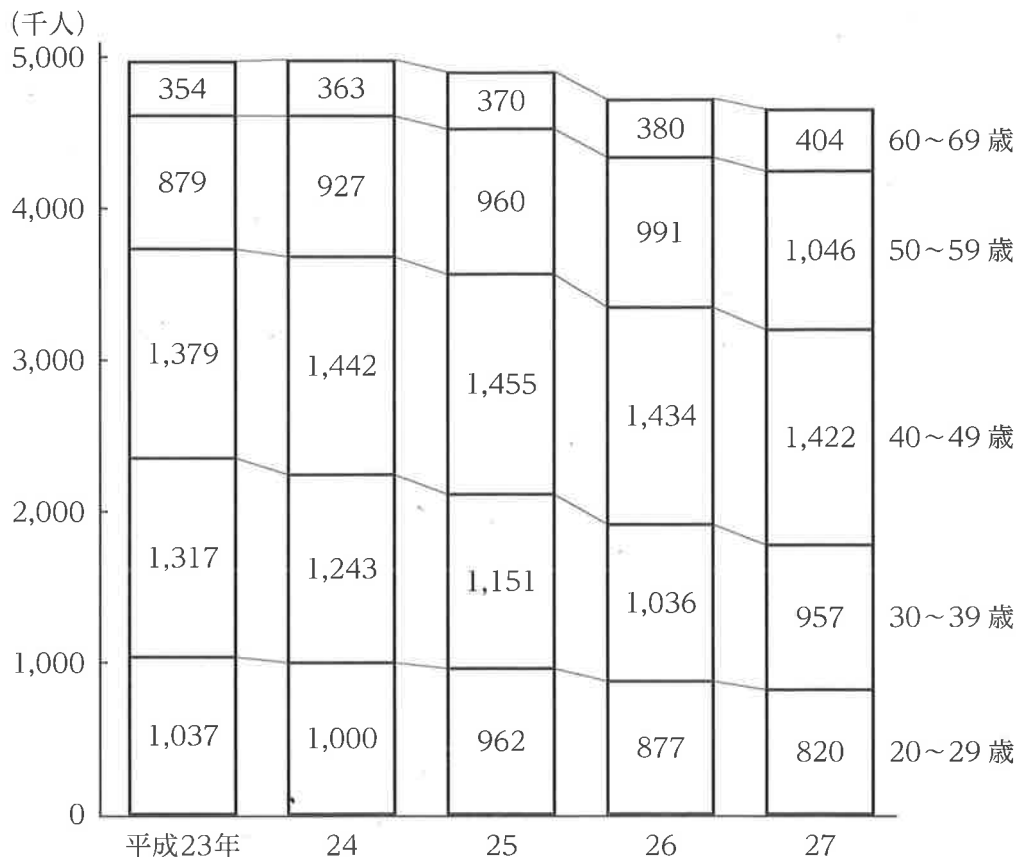 (千人)
5,000
354 363 370 380 404 60～69歳
4,000
879 927 960 991 1,046 50～59歳
3,000
1,379 1,442 1,455 1,434 1,422 40～49歳
2,000
1,317 1,243 1,151 1,036 957 30～39歳
1,000
1,037 1,000 962 877 820 20～29歳
0
平成23年 24 25 26 27